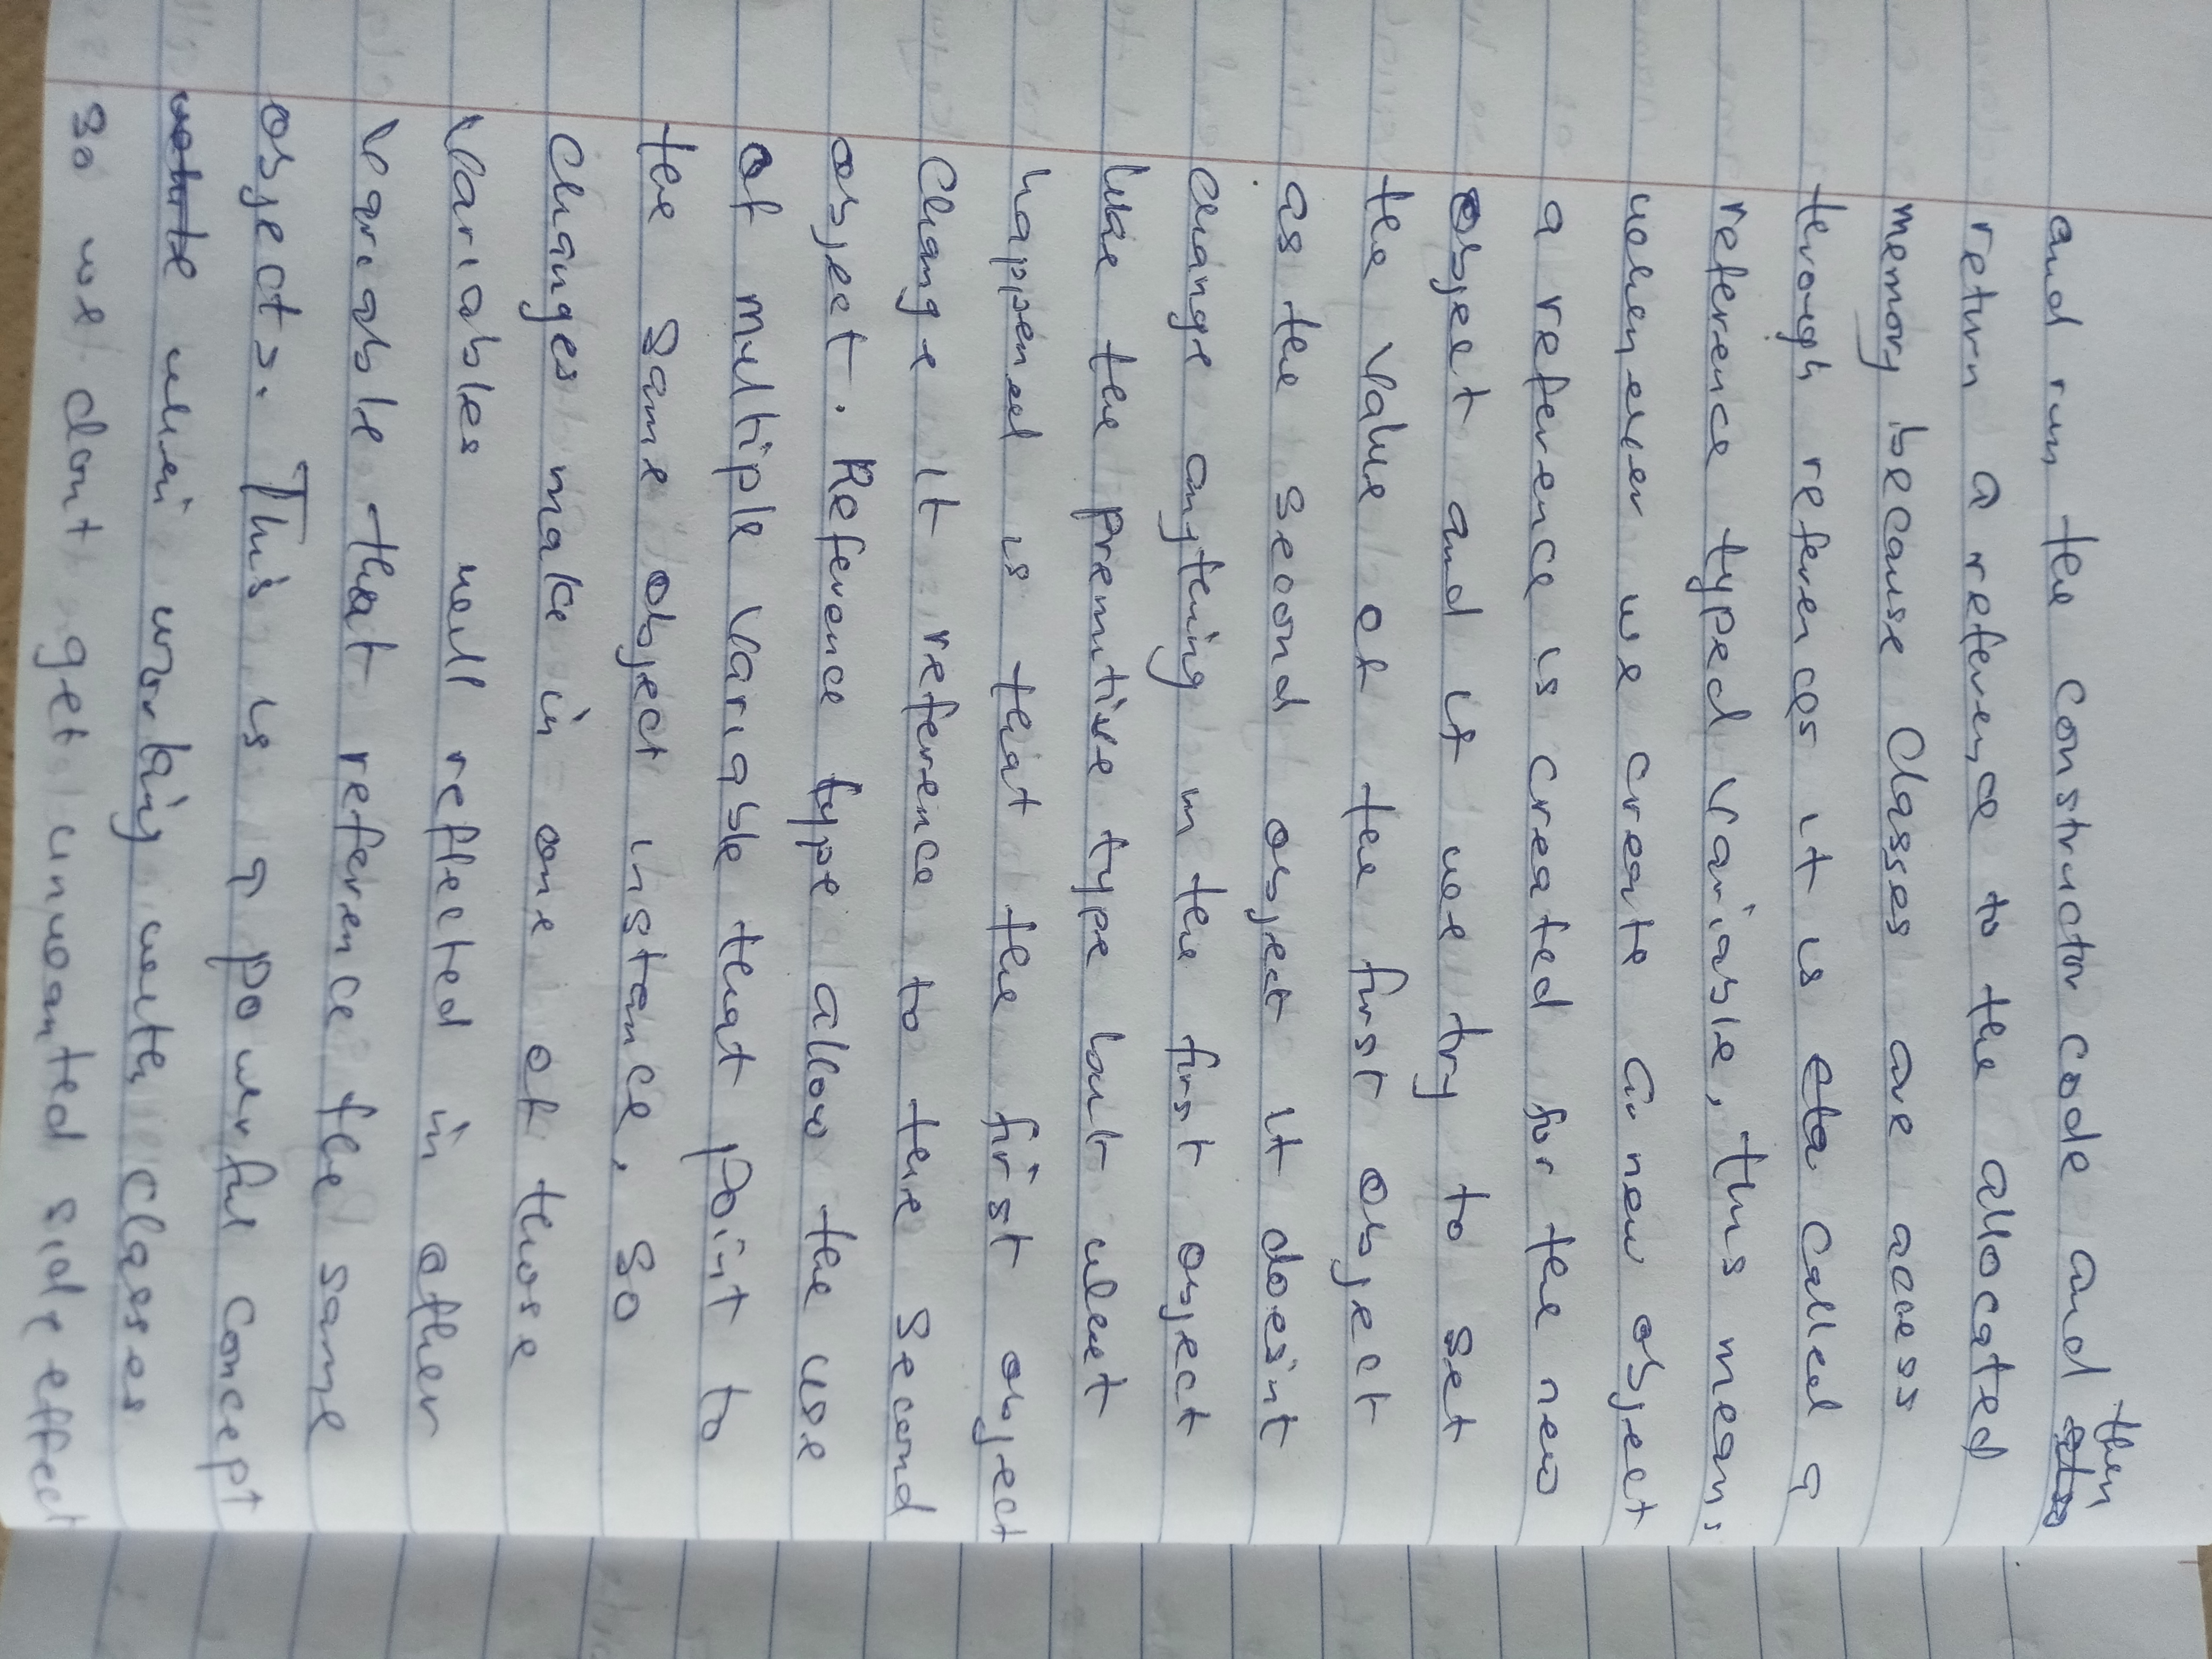 and run the constructor code and then
return a reference to the allocated
memory because Classes are access
through references it is called a
reference typed variable, this means
whenever we create a new object
a reference is created for the new
object and if we try to set
the value of the first object
as the second object it doesnt
change anything in the first object
like the premitive type but what
happened is that the first object
change it reference to the second
object. Reference type allow the use
of multiple variable that point to
the same object instance, so
changes make in one of those
variables will reflected in other
variable that reference the same
objects. This is a powerful concept
when working with classes
so we dont get unwanted side effect